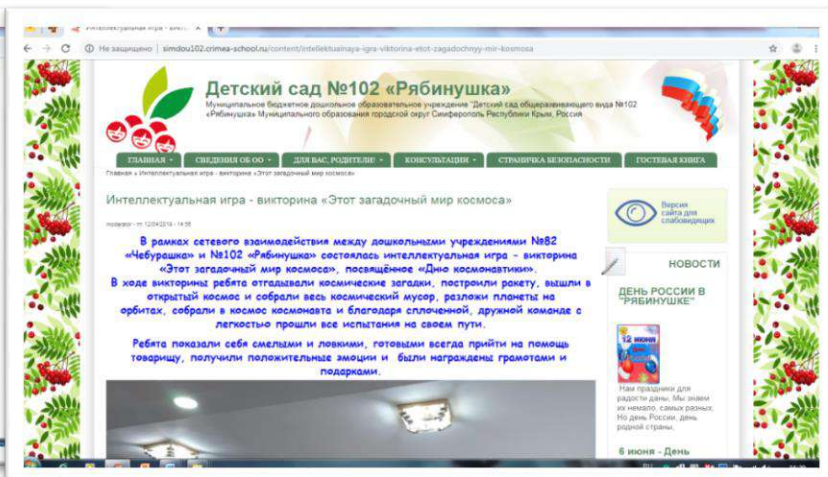 Интеллектуальная игра - викт...
Не защищено | simdou102.crimea-school.ru/content/intellektualnaya-igra-viktorina-etot-zagadochnyy-mir-kosmosa
Детский сад №102 «Рябинушка»
Муниципальное бюджетное дошкольное образовательное учреждение "Детский сад общеразвивающего вида №102
«Рябинушка» Муниципального образования городской округ Симферополь Республики Крым, Россия
ГЛАВНАЯ СВЕДЕНИЯ ОБ ОО ДЛЯ ВАС, РОДИТЕЛИ! КОНСУЛЬТАЦИИ СТРАНИЧКА БЕЗОПАСНОСТИ ГОСТЕВАЯ КНИГА
Главная » Интеллектуальная игра - викторина «Этот загадочный мир космоса»
Интеллектуальная игра - викторина «Этот загадочный мир космоса»
moderator - пт, 12/04/2019 - 14:56
В рамках сетевого взаимодействия между дошкольными учреждениями №82
«Чебурашка» и №102 «Рябинушка» состоялась интеллектуальная игра - викторина
«Этот загадочный мир космоса», посвящённое «Дню космонавтики».
В ходе викторины ребята отгадывали космические загадки, построили ракету, вышли в
открытый космос и собрали весь космический мусор, разложи планеты на
орбитах, собрали в космос космонавта и благодаря сплоченной, дружной команде с
легкостью прошли все испытания на своем пути.
Ребята показали себя смелыми и ловкими, готовыми всегда прийти на помощь
товарищу, получили положительные эмоции и были награждены грамотами и
подарками.
Версия
сайта для
слабовидящих
НОВОСТИ
ДЕНЬ РОССИИ В
"РЯБИНУШКЕ"
12 июня
Нам праздники для
радости даны, Мы знаем
их немало, самых разных.
Но день России, день
родной страны,
6 июня - День